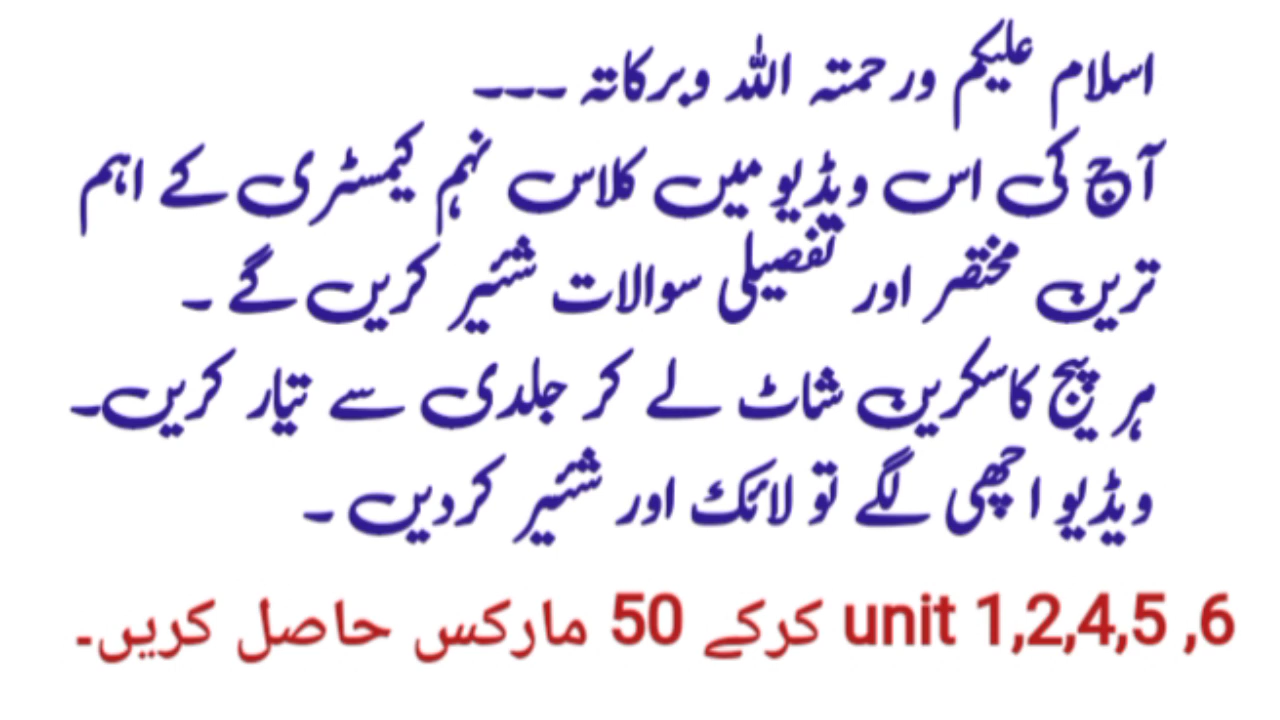 اسلام علیکم ورحمتہ اللہ وبرکاتہ ۔۔۔
آج کی اس ویڈیو میں کلاس نہم کیمسٹری کے اہم
ترین مختصر اور تفصیلی سوالات شئیر کریں گے ۔
ہر پیج کا سکرین شاٹ لے کر جلدی سے تیار کریں۔
ویڈیو اچھی لگے تو لائک اور شئیر کردیں ۔
unit 1,2,4,5 ,6 کرکے 50 مارکس حاصل کریں۔